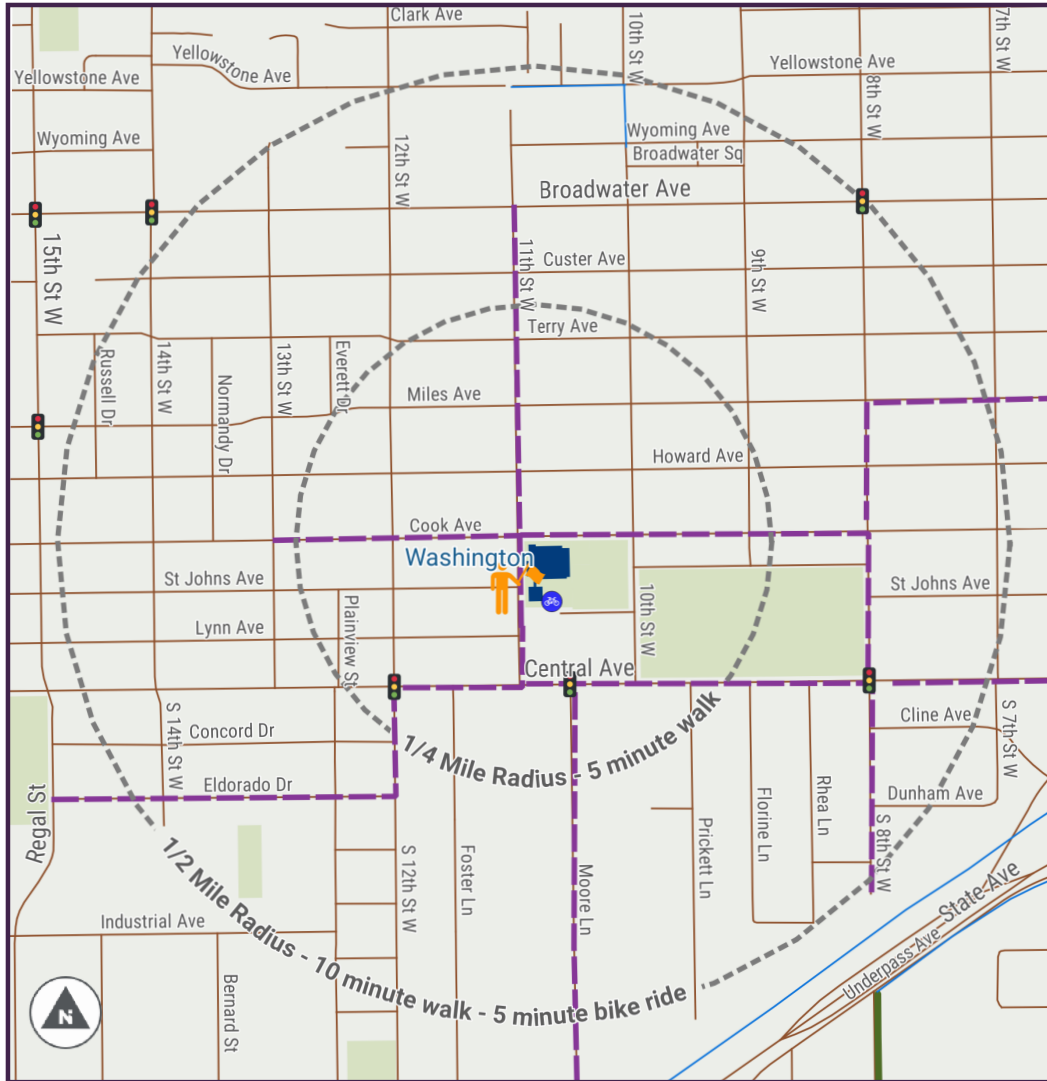 Clark Ave
10th St W
7th St W
Yellowstone Ave
Yellowstone Ave
Yellowstone Ave
8th St W
Wyoming Ave
12th St W
Wyoming Ave
Broadwater Sq
Broadwater Ave
15th St W
11th St W
Custer Ave
9th St W
Terry Ave
Russell Dr
14th St W
Normandy Dr
13th St W
Everett Dr
Miles Ave
Howard Ave
Cook Ave
Washington
St Johns Ave
St Johns Ave
Plainview St
10th St W
Lynn Ave
Central Ave
S 14th St W
Concord Dr
1/4 Mile Radius - 5 minute walk
Cline Ave
S 7th St W
Regal St
Eldorado Dr
Prickett Ln
Florine Ln
Rhea Ln
Dunham Ave
S 8th St W
1/2 Mile Radius - 10 minute walk - 5 minute bike ride
S 12th St W
Foster Ln
Moore Ln
State Ave
Underpass Ave
Industrial Ave
Bernard St
N